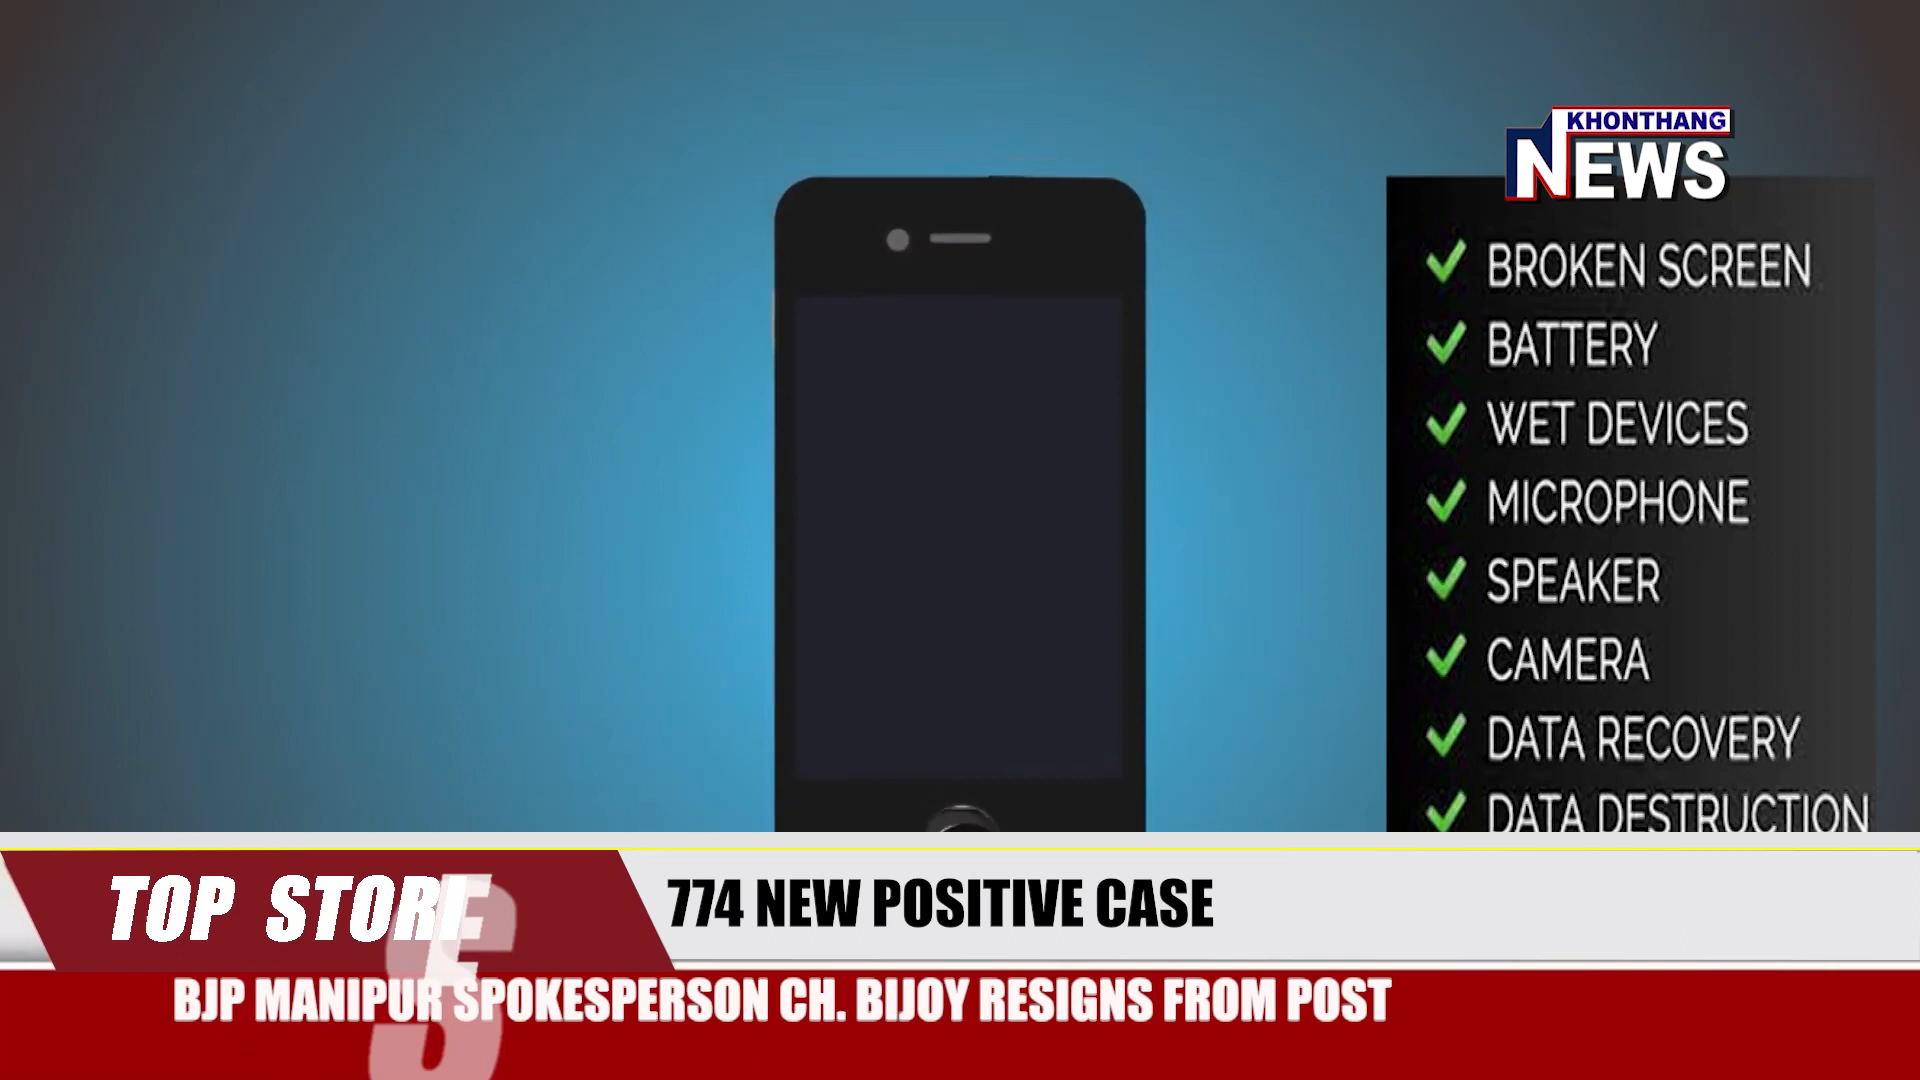 KHONTHANG
NEWS
BROKEN SCREEN
BATTERY
WET DEVICES
MICROPHONE
SPEAKER
CAMERA
DATA RECOVERY
DATA DESTRUCTION
TOP STORIES
774 NEW POSITIVE CASE
BJP MANIPUR SPOKESPERSON CH. BIJOY RESIGNS FROM POST